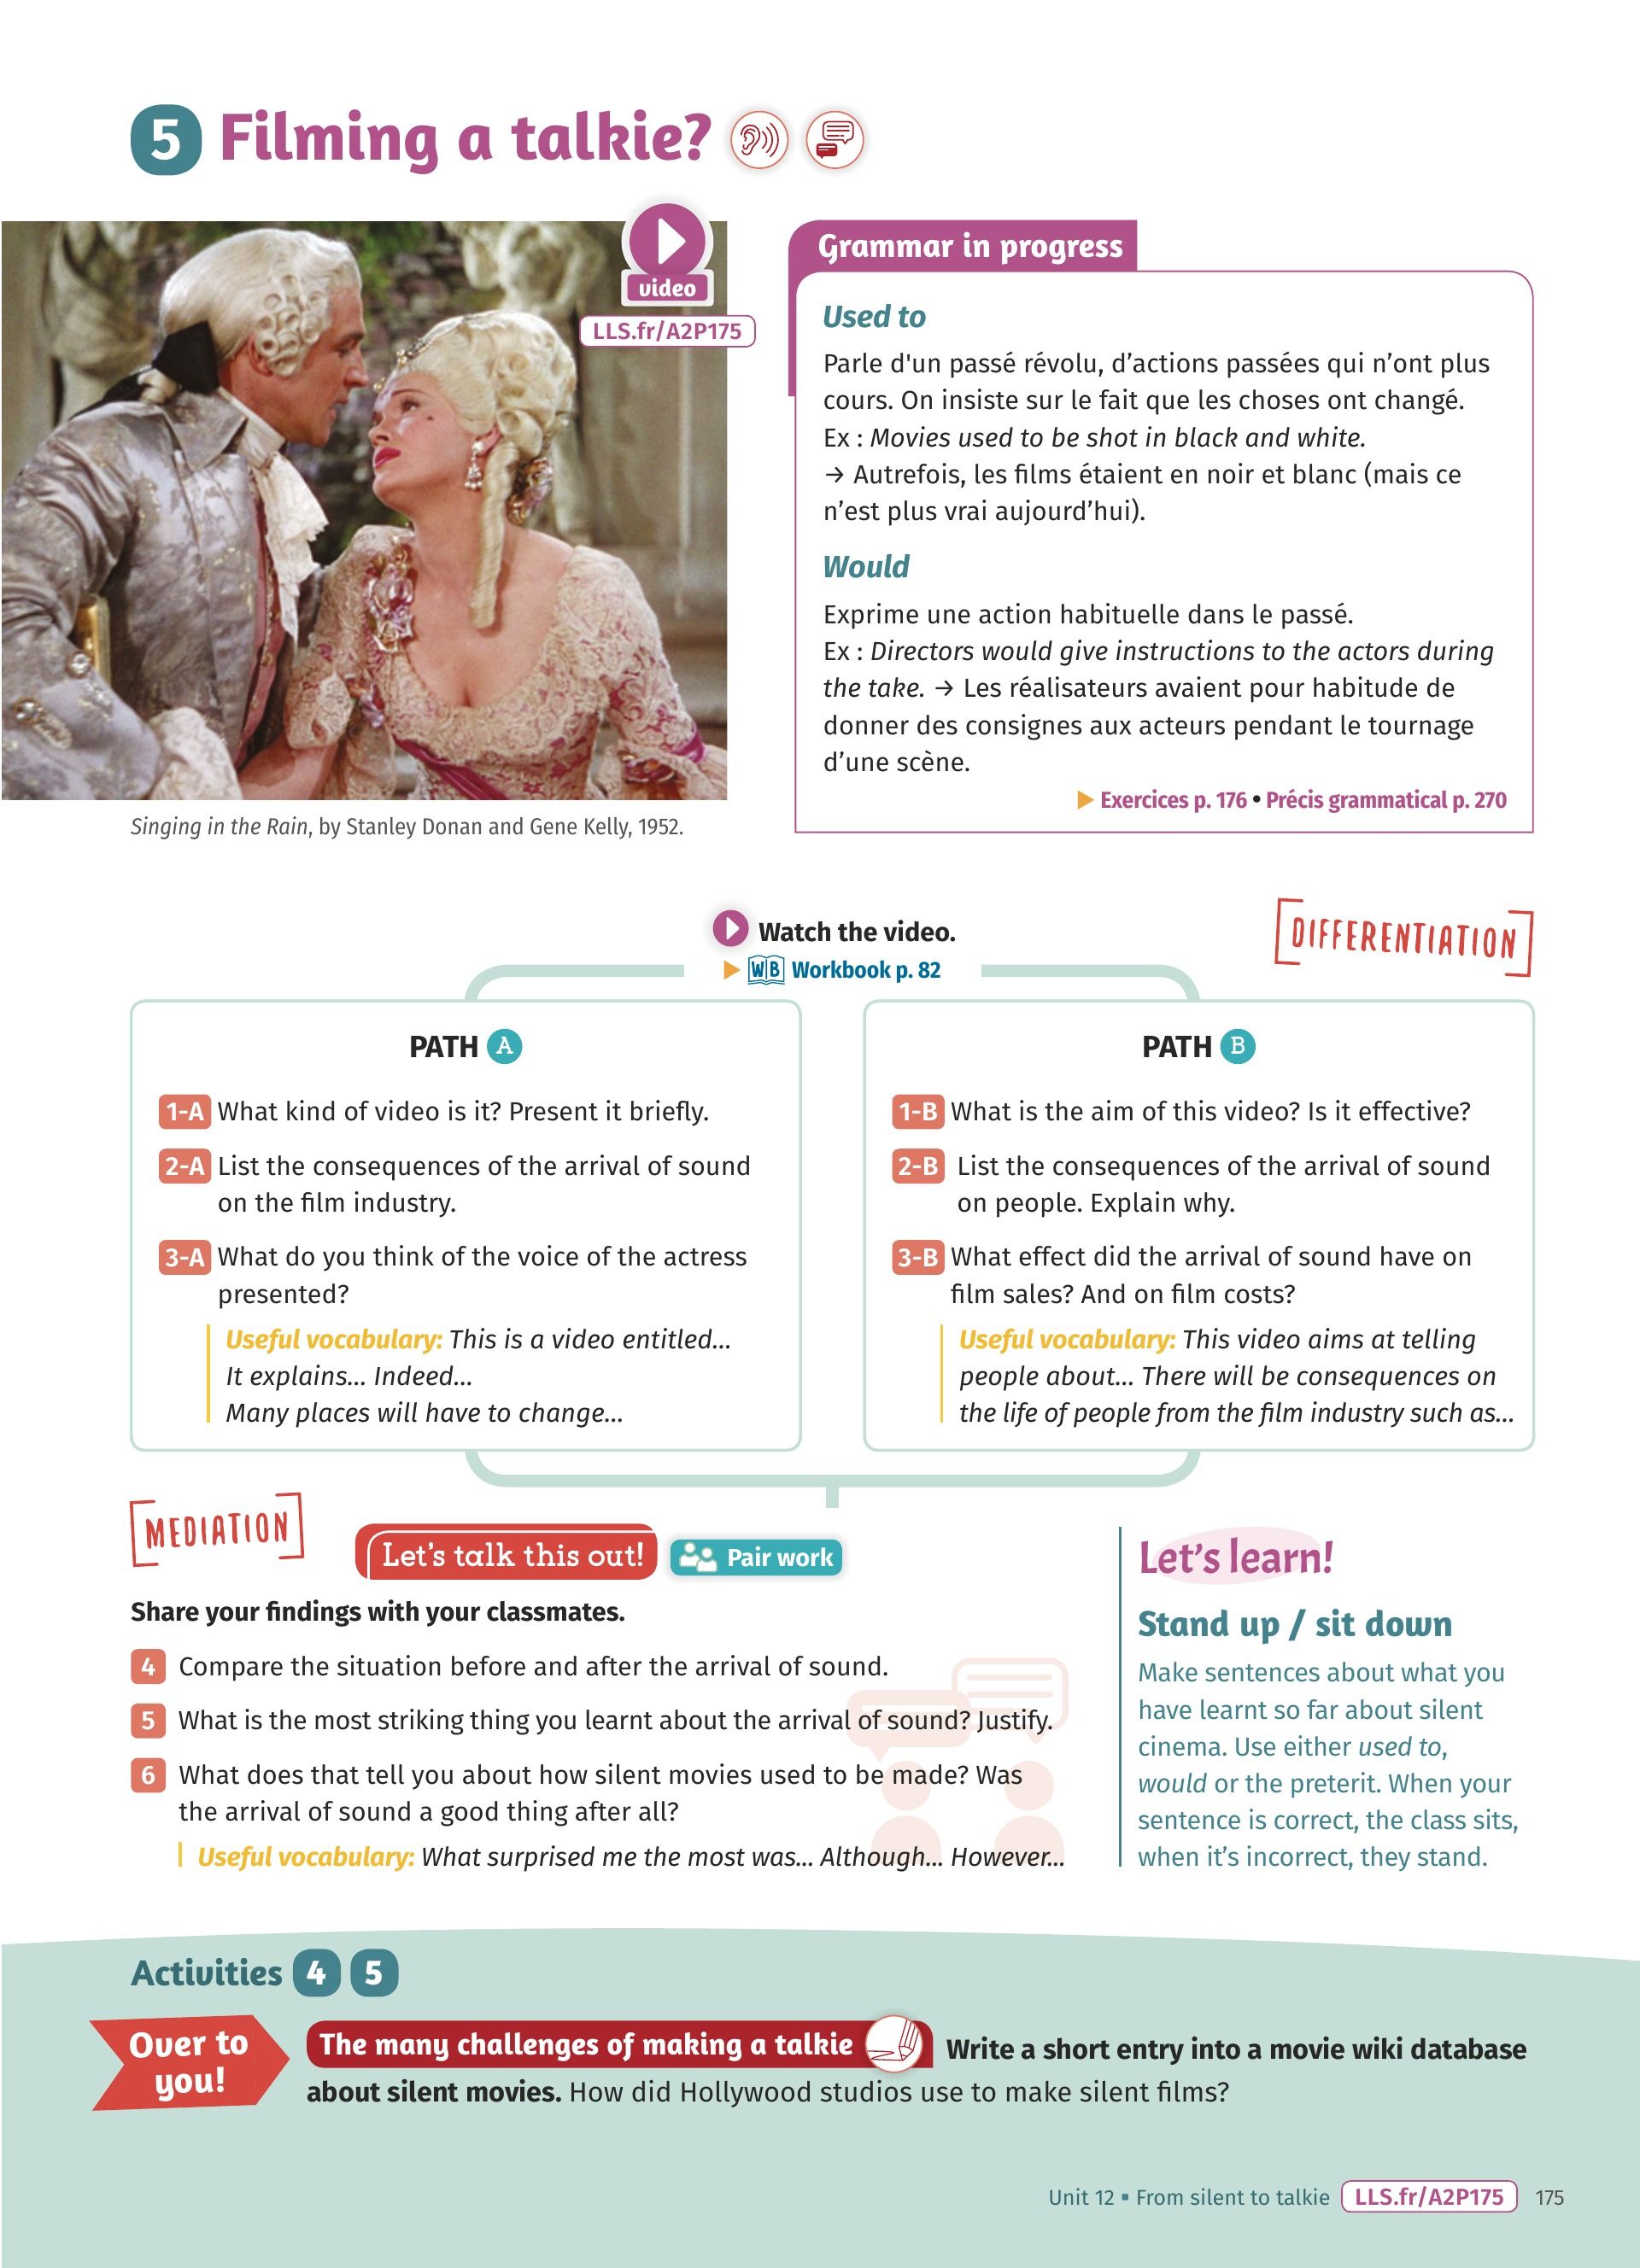 5 Filming a talkie?
video
LLS.fr/A2P175
Singing in the Rain, by Stanley Donan and Gene Kelly, 1952.
Grammar in progress
Used to
Parle d'un passé révolu, d’actions passées qui n’ont plus
cours. On insiste sur le fait que les choses ont changé.
Ex : Movies used to be shot in black and white.
→ Autrefois, les films étaient en noir et blanc (mais ce
n’est plus vrai aujourd’hui).
Would
Exprime une action habituelle dans le passé.
Ex : Directors would give instructions to the actors during
the take. → Les réalisateurs avaient pour habitude de
donner des consignes aux acteurs pendant le tournage
d’une scène.
Exercices p. 176 • Précis grammatical p. 270
Watch the video.
WB Workbook p. 82
DIFFERENTIATION
PATH A
1-A What kind of video is it? Present it briefly.
2-A List the consequences of the arrival of sound
on the film industry.
3-A What do you think of the voice of the actress
presented?
Useful vocabulary: This is a video entitled...
It explains... Indeed...
Many places will have to change...
PATH B
1-B What is the aim of this video? Is it effective?
2-B List the consequences of the arrival of sound
on people. Explain why.
3-B What effect did the arrival of sound have on
film sales? And on film costs?
Useful vocabulary: This video aims at telling
people about... There will be consequences on
the life of people from the film industry such as...
MEDIATION
Let’s talk this out!
Pair work
Share your findings with your classmates.
4 Compare the situation before and after the arrival of sound.
5 What is the most striking thing you learnt about the arrival of sound? Justify.
6 What does that tell you about how silent movies used to be made? Was
the arrival of sound a good thing after all?
Useful vocabulary: What surprised me the most was... Although... However...
Let’s learn!
Stand up / sit down
Make sentences about what you
have learnt so far about silent
cinema. Use either used to,
would or the preterit. When your
sentence is correct, the class sits,
when it’s incorrect, they stand.
Activities 4 5
Over to
you!
The many challenges of making a talkie Write a short entry into a movie wiki database
about silent movies. How did Hollywood studios use to make silent films?
Unit 12 ▪ From silent to talkie LLS.fr/A2P175 175